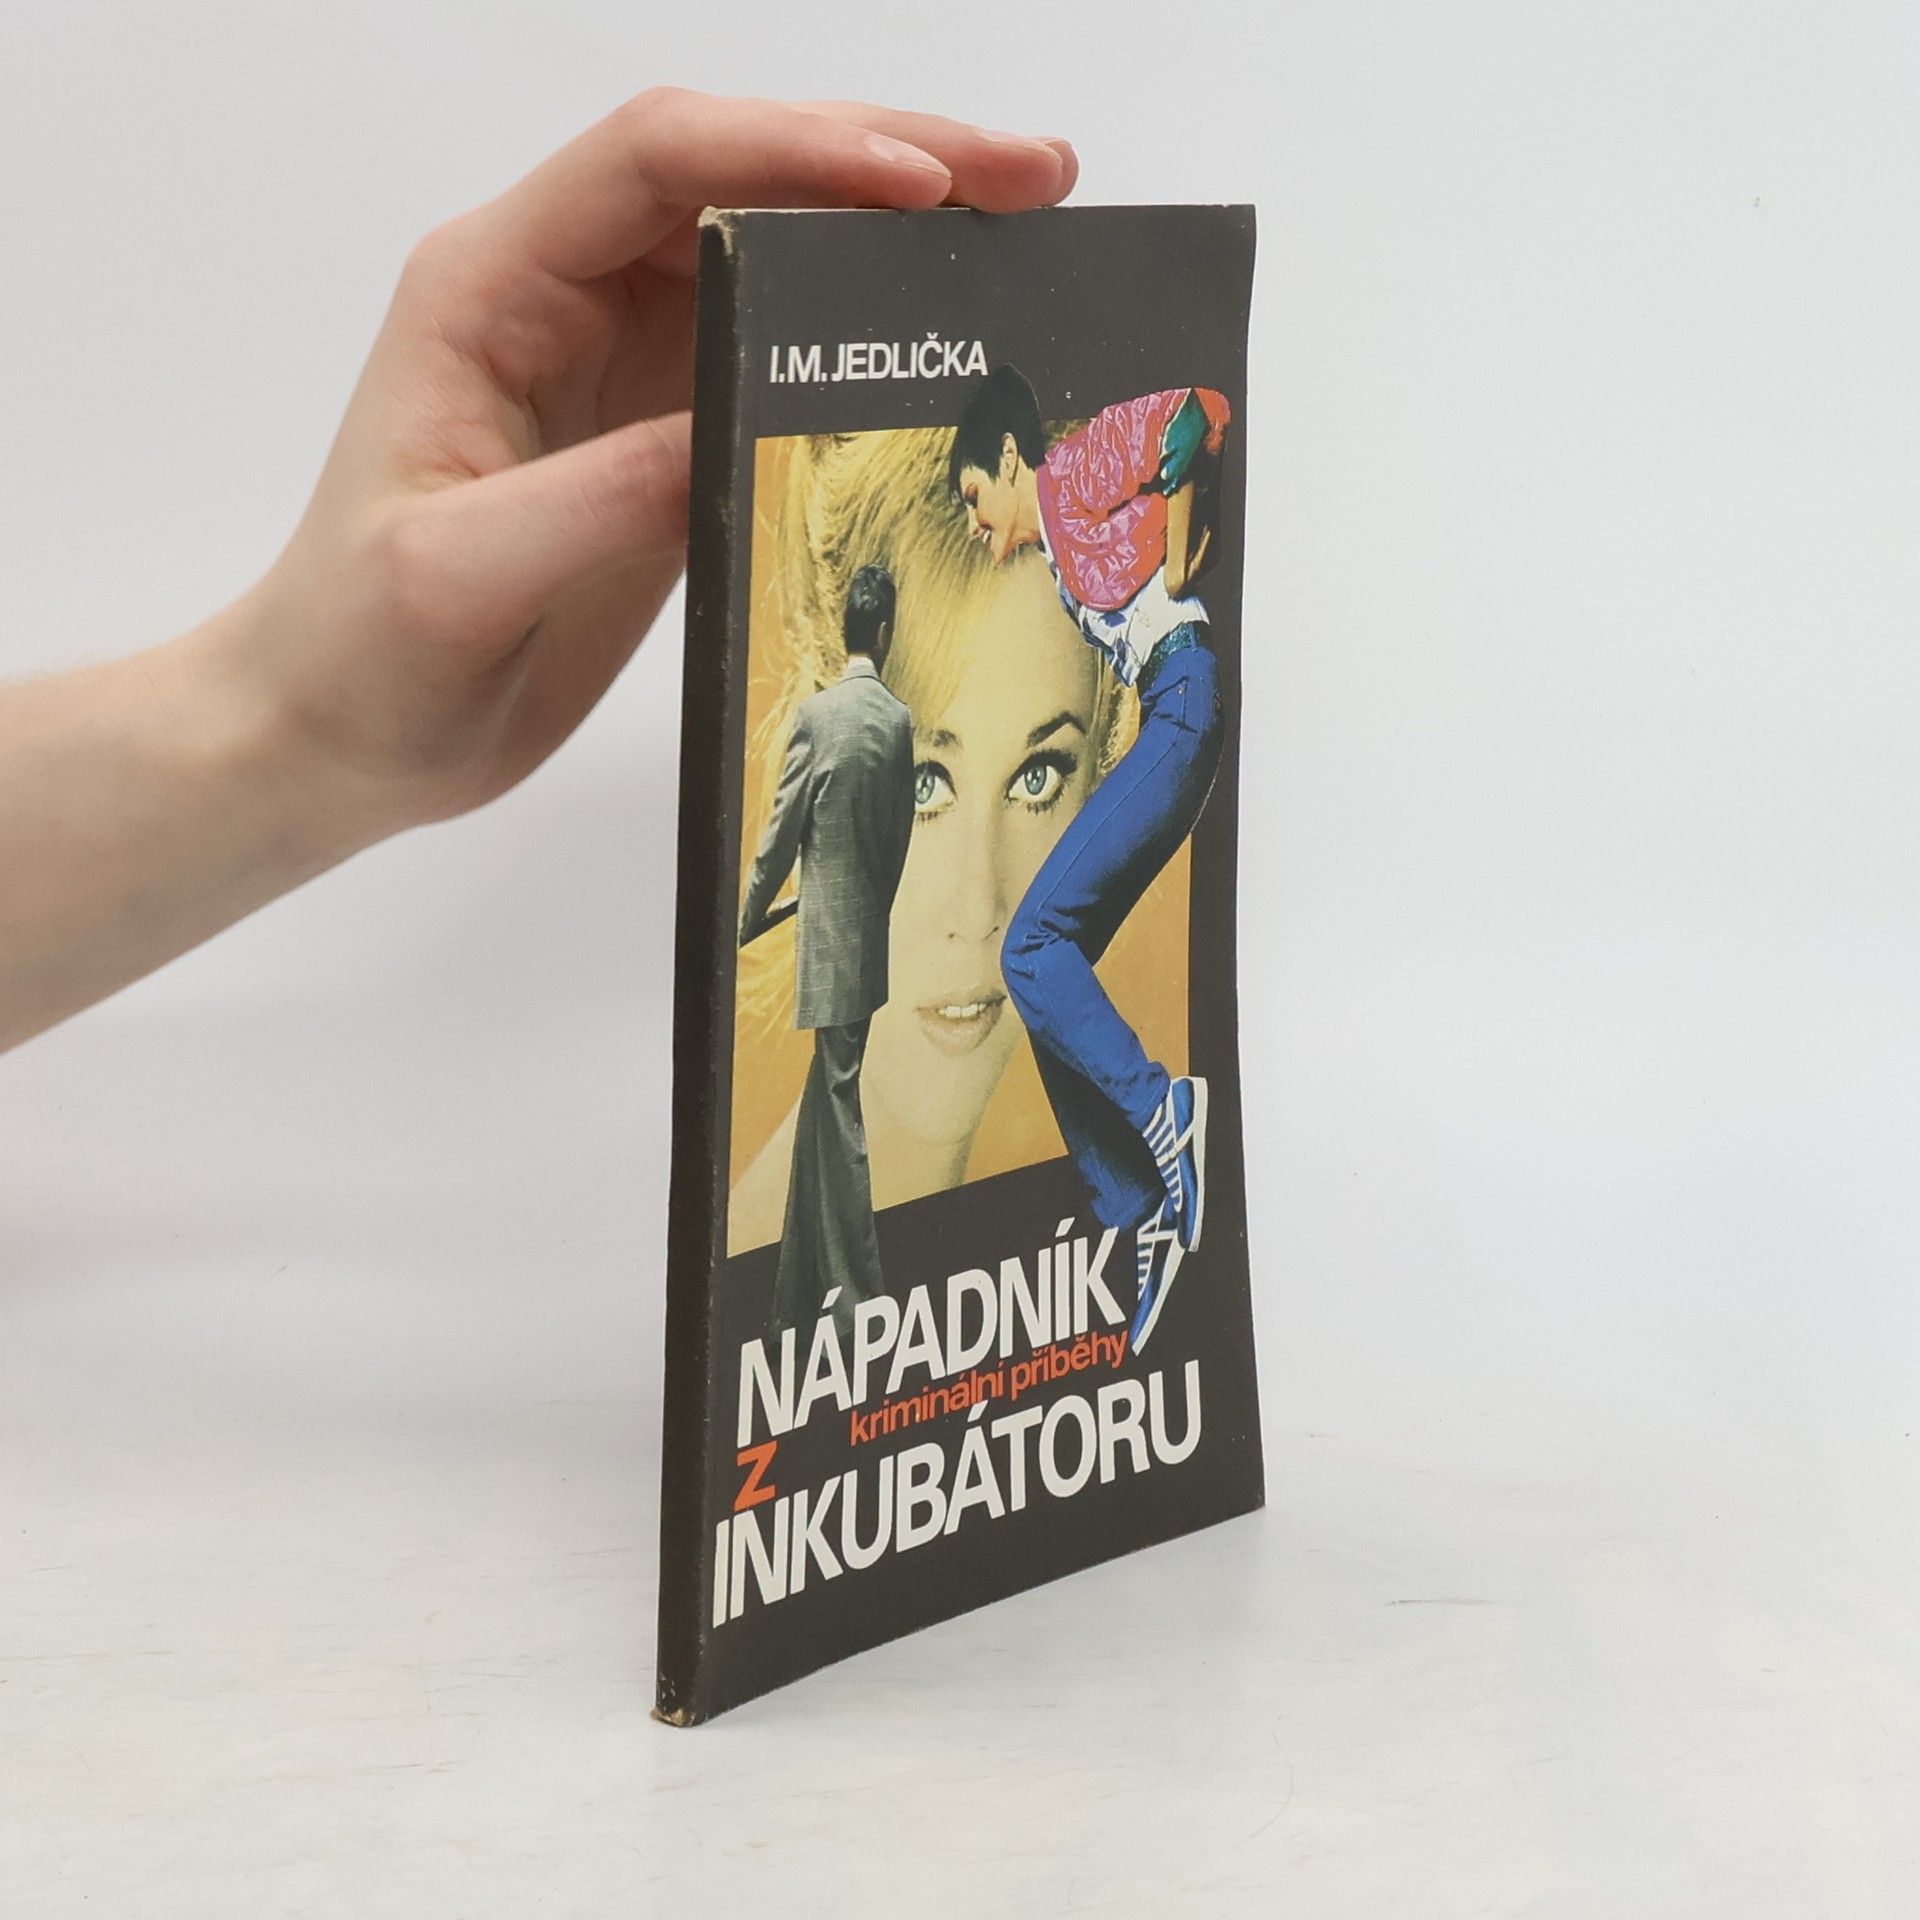 I.M. JEDLIČKA
NÁPADNÍK
kriminální příběhy
Z
INKUBÁTORU